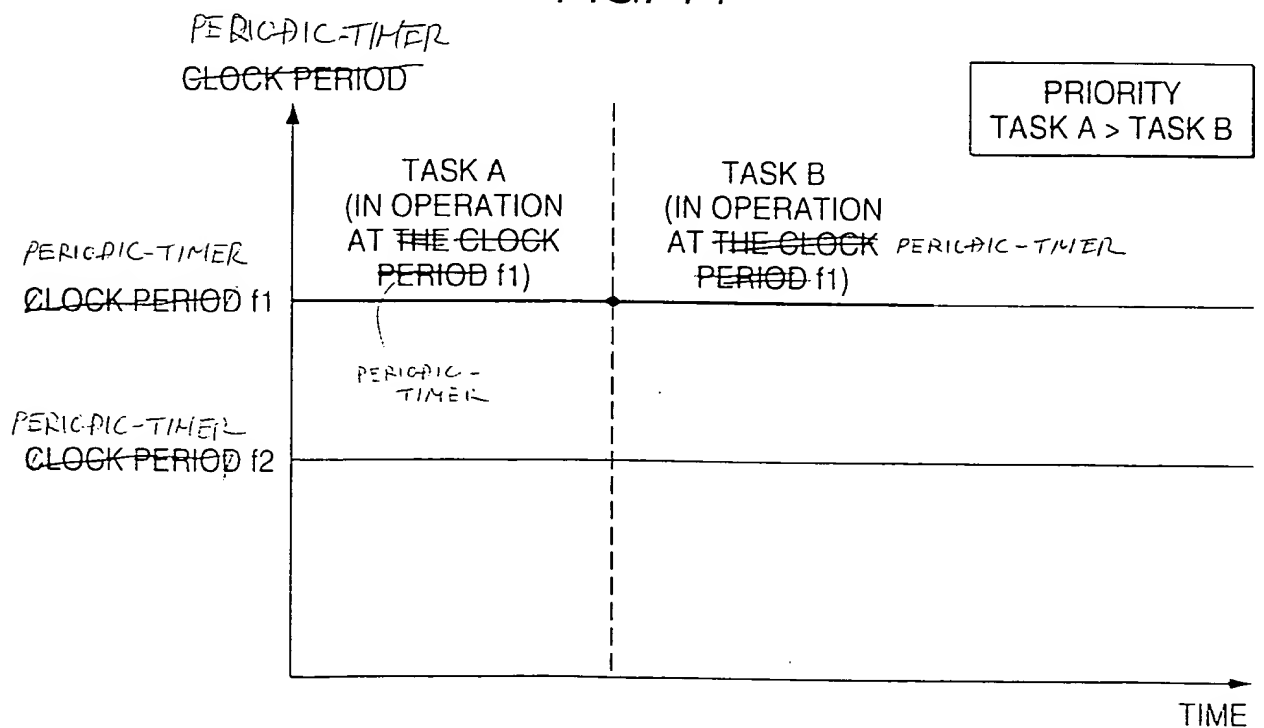 PERIODIC-TIMER
CLOCK PERIOD
PRIORITY
TASK A > TASK B
TASK A
(IN OPERATION
AT THE CLOCK
PERIOD f1)
TASK B
(IN OPERATION
AT THE CLOCK PERIODIC-TIMER
PERIOD f1)
PERIODIC-TIMER
CLOCK PERIOD f1
PERIODIC-
TIMER
PERIODIC-TIMER
CLOCK PERIOD f2
TIME